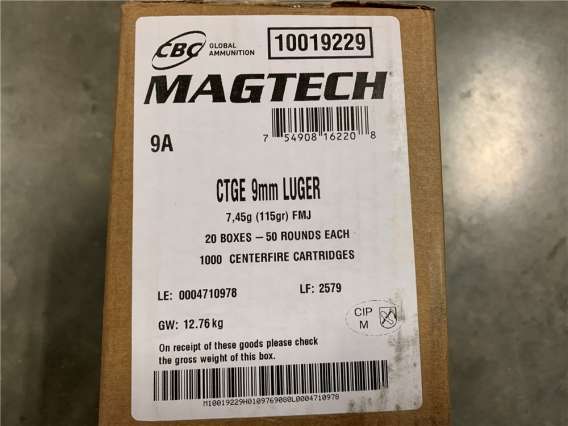 CBC GLOBAL AMMUNITION
10019229
MAGTECH
9A
7 54908 16220 8
CTGE 9mm LUGER
7,45g (115gr) FMJ
20 BOXES – 50 ROUNDS EACH
1000 CENTERFIRE CARTRIDGES
LE: 0004710978 LF: 2579
GW: 12.76 kg
CIP
M
On receipt of these goods please check
the gross weight of this box.
M10019229H0109769080L0004710978